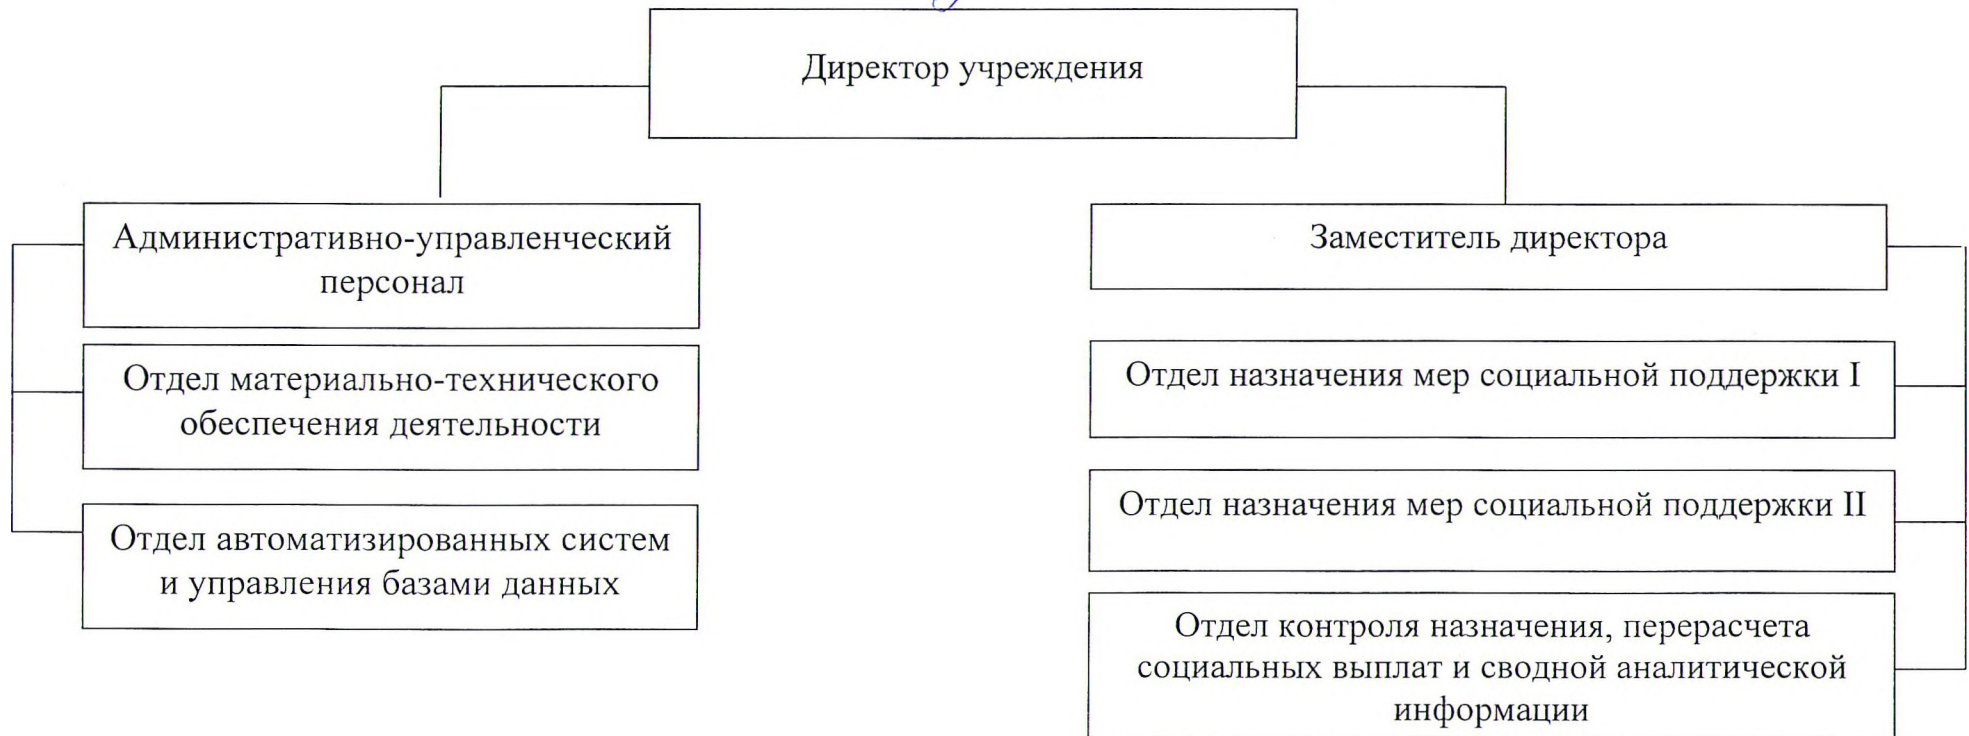 Директор учреждения
Административно-управленческий
персонал
Отдел материально-технического
обеспечения деятельности
Отдел автоматизированных систем
и управления базами данных
Заместитель директора
Отдел назначения мер социальной поддержки I
Отдел назначения мер социальной поддержки II
Отдел контроля назначения, перерасчета
социальных выплат и сводной аналитической
информации